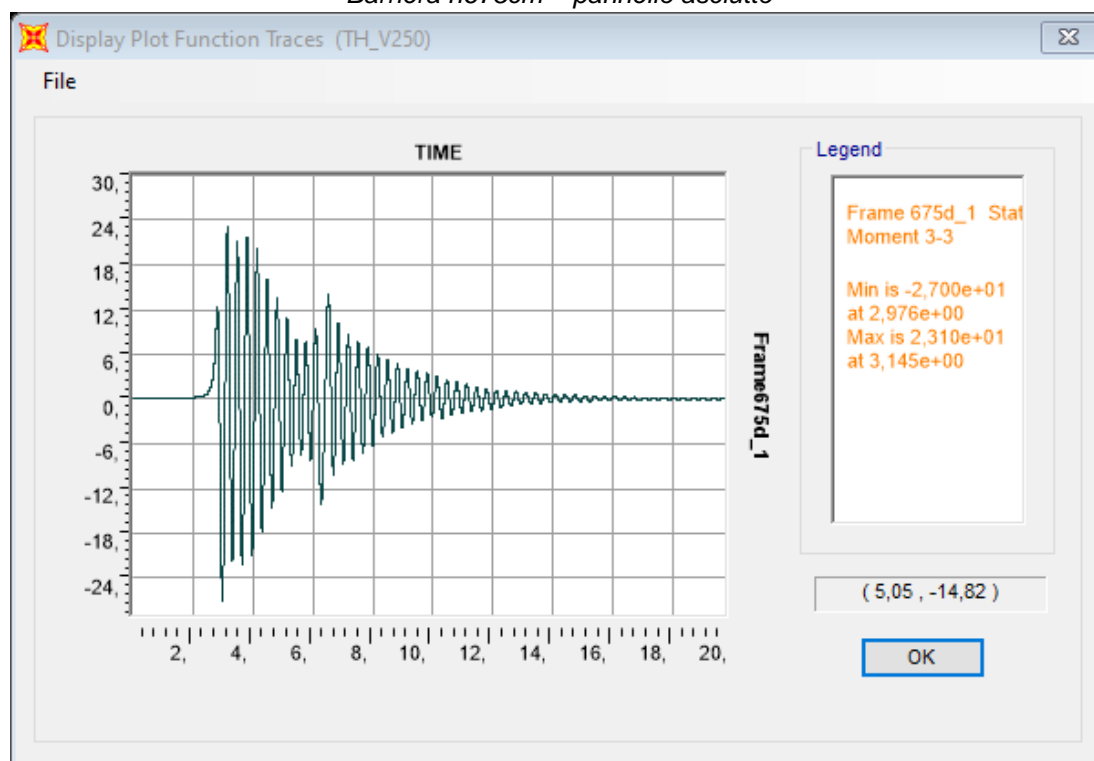 Display Plot Function Traces (TH_V250)
File
TIME
Legend
30,
24,
18,
12,
6,
0,
-6,
-12,
-18,
-24,
Frame675d_1
Frame 675d_1 Stat
Moment 3-3
Min is -2,700e+01
at 2,976e+00
Max is 2,310e+01
at 3,145e+00
2, 4, 6, 8, 10, 12, 14, 16, 18, 20,
( 5,05 , -14,82 )
OK